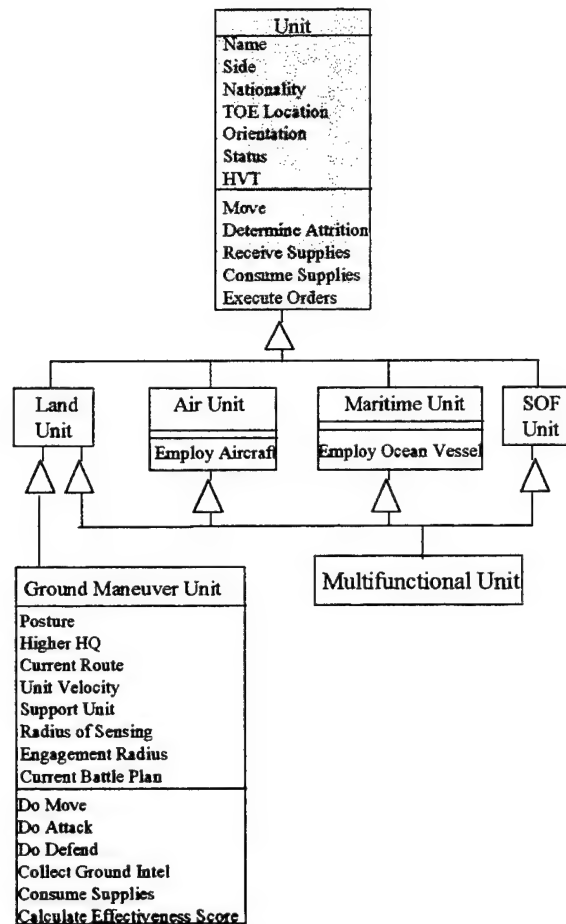 Unit
Name
Side
Nationality
TOE Location
Orientation
Status
HVT
Move
Determine Attrition
Receive Supplies
Consume Supplies
Execute Orders
Land
Unit
Air Unit
Employ Aircraft
Maritime Unit
Employ Ocean Vessel
SOF
Unit
Ground Maneuver Unit
Posture
Higher HQ
Current Route
Unit Velocity
Support Unit
Radius of Sensing
Engagement Radius
Current Battle Plan
Do Move
Do Attack
Do Defend
Collect Ground Intel
Consume Supplies
Calculate Effectiveness Score
Multifunctional Unit